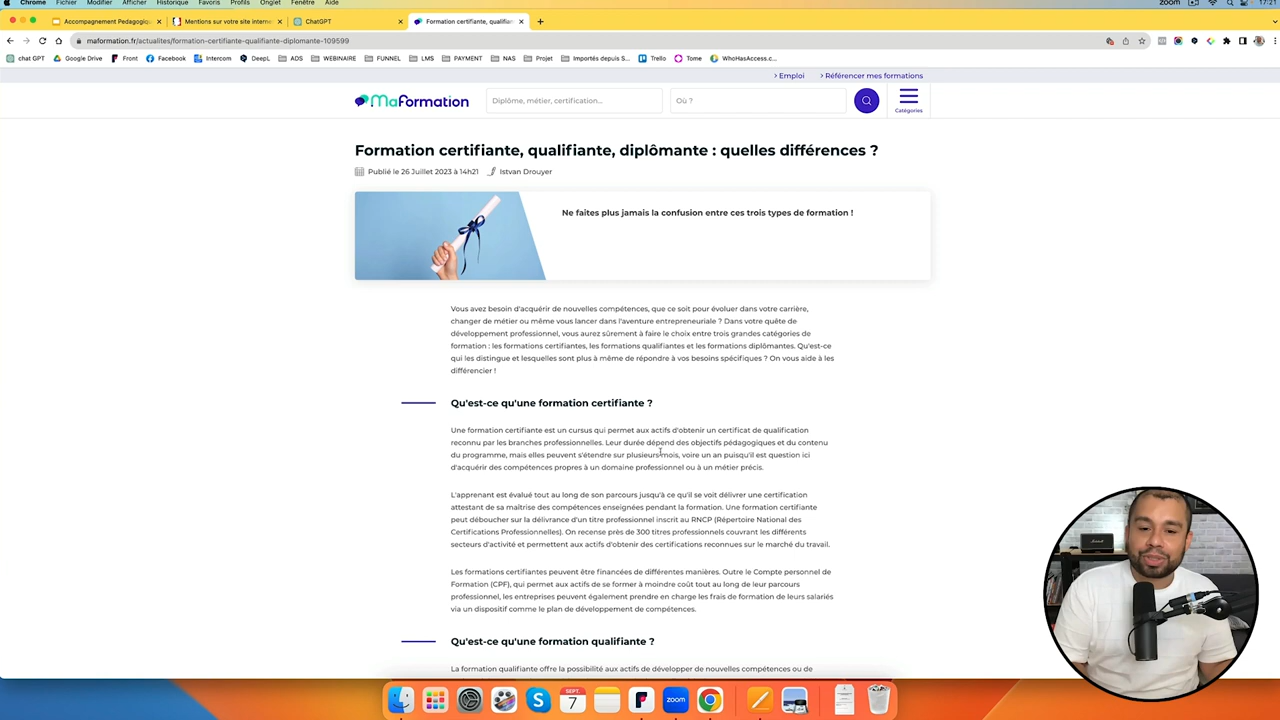 Chrome Fichier Modifier Afficher Historique Favoris Profils Onglet Fenêtre Aide
zoom 17:21
Accompagnement Pedagogiqu
Mentions sur votre site interne
ChatGPT
Formation certifiante, qualifian
maformation.fr/actualites/formation-certifiante-qualifiante-diplomante-109599
chat GPT Google Drive Front Facebook Intercom DeepL ADS WEBINAIRE FUNNEL LMS PAYMENT NAS Projet Importés depuis S... Trello Tome WhoHasAccess.c...
> Emploi > Référencer mes formations
MaFormation
Diplôme, métier, certification...
Où ?
Catégories
Formation certifiante, qualifiante, diplômante : quelles différences ?
Publié le 26 Juillet 2023 à 14h21 Istvan Drouyer
Ne faites plus jamais la confusion entre ces trois types de formation !
Vous avez besoin d'acquérir de nouvelles compétences, que ce soit pour évoluer dans votre carrière,
changer de métier ou même vous lancer dans l'aventure entrepreneuriale ? Dans votre quête de
développement professionnel, vous aurez sûrement à faire le choix entre trois grandes catégories de
formation : les formations certifiantes, les formations qualifiantes et les formations diplômantes. Qu'est-ce
qui les distingue et lesquelles sont plus à même de répondre à vos besoins spécifiques ? On vous aide à les
différencier !
Qu'est-ce qu'une formation certifiante ?
Une formation certifiante est un cursus qui permet aux actifs d'obtenir un certificat de qualification
reconnu par les branches professionnelles. Leur durée dépend des objectifs pédagogiques et du contenu
du programme, mais elles peuvent s'étendre sur plusieurs mois, voire un an puisqu'il est question ici
d'acquérir des compétences propres à un domaine professionnel ou à un métier précis.
L'apprenant est évalué tout au long de son parcours jusqu'à ce qu'il se voit délivrer une certification
attestant de sa maîtrise des compétences enseignées pendant la formation. Une formation certifiante
peut déboucher sur la délivrance d'un titre professionnel inscrit au RNCP (Répertoire National des
Certifications Professionnelles). On recense près de 300 titres professionnels couvrant les différents
secteurs d'activité et permettent aux actifs d'obtenir des certifications reconnues sur le marché du travail.
Les formations certifiantes peuvent être financées de différentes manières. Outre le Compte personnel de
Formation (CPF), qui permet aux actifs de se former à moindre coût tout au long de leur parcours
professionnel, les entreprises peuvent également prendre en charge les frais de formation de leurs salariés
via un dispositif comme le plan de développement de compétences.
Qu'est-ce qu'une formation qualifiante ?
La formation qualifiante offre la possibilité aux actifs de développer de nouvelles compétences ou de
SEPT.
7
zoom